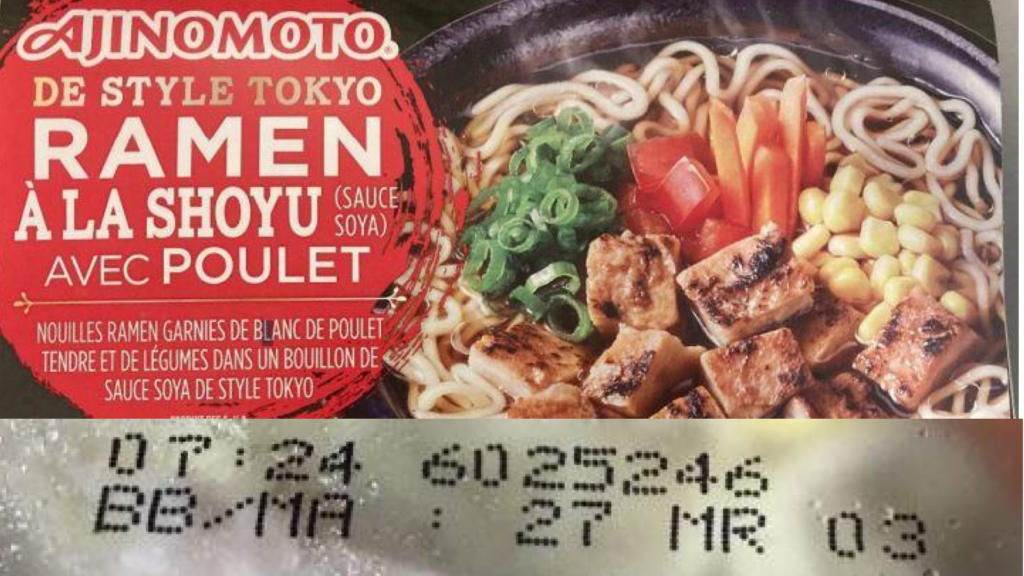 AJINOMOTO®
DE STYLE TOKYO
RAMEN
À LA SHOYU (SAUCE SOYA)
AVEC POULET
NOUILLES RAMEN GARNIES DE BLANC DE POULET
TENDRE ET DE LÉGUMES DANS UN BOUILLON DE
SAUCE SOYA DE STYLE TOKYO
07:24 6025246
BB/MA : 27 MR 03